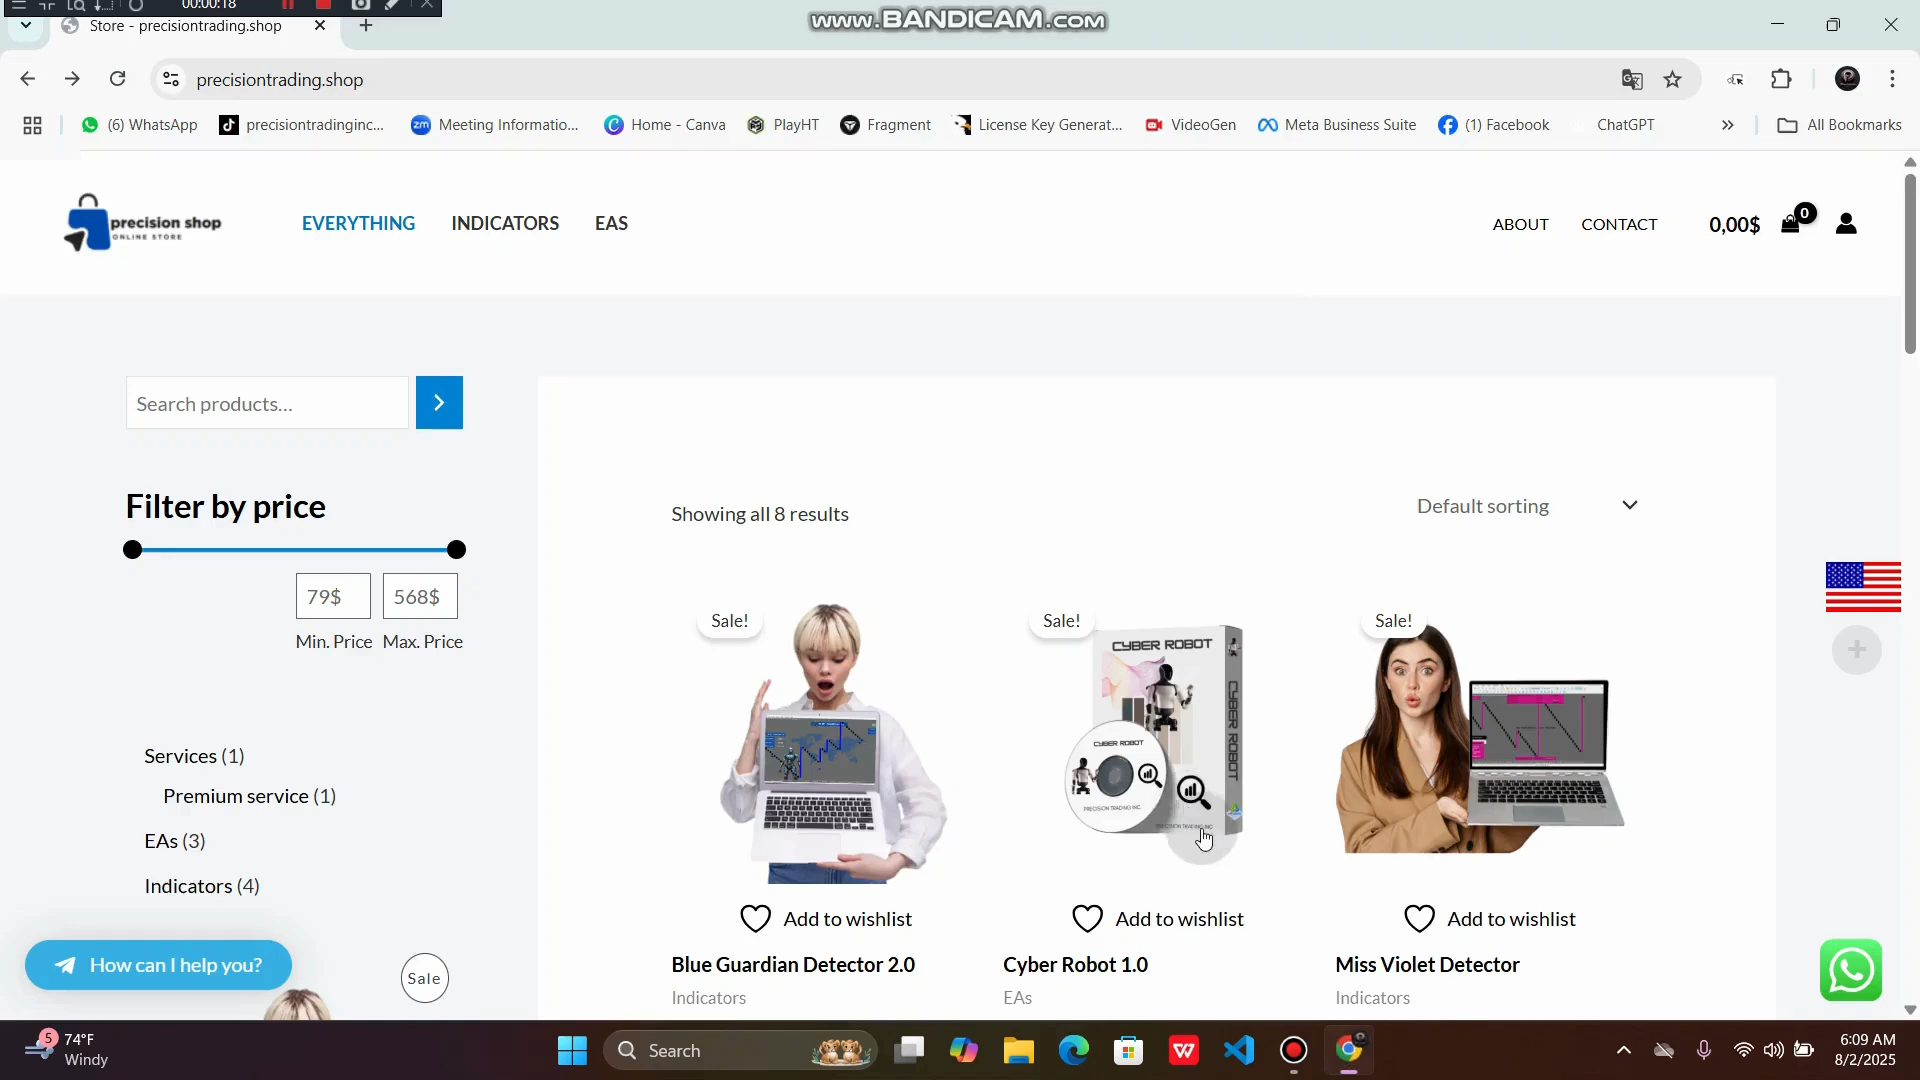 00:00:18
www.BANDICAM.com
Store - precisiontrading.shop
precisiontrading.shop
(6) WhatsApp
precisiontradinginc...
Meeting Informatio...
Home - Canva
PlayHT
Fragment
License Key Generat...
VideoGen
Meta Business Suite
(1) Facebook
ChatGPT
All Bookmarks
precision shop
ONLINE STORE
EVERYTHING
INDICATORS
EAS
ABOUT
CONTACT
0,00$
0
Search products...
Filter by price
79$
568$
Min. Price
Max. Price
Services (1)
Premium service (1)
EAs (3)
Indicators (4)
Showing all 8 results
Default sorting
Sale!
Sale!
Sale!
CYBER ROBOT
CYBER ROBOT
CYBER ROBOT
PRECISION TRADING INC
PRECISION TRADING INC
Add to wishlist
Add to wishlist
Add to wishlist
Blue Guardian Detector 2.0
Cyber Robot 1.0
Miss Violet Detector
Indicators
EAs
Indicators
How can I help you?
Sale
5
74°F
Windy
Search
6:09 AM
8/2/2025